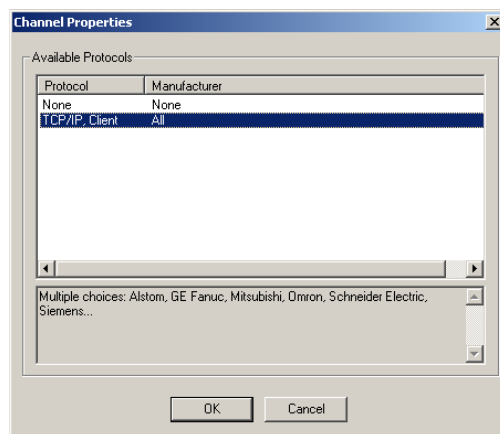 Channel Properties
Available Protocols
Protocol Manufacturer
None None
TCP/IP, Client All
Multiple choices: Alstom, GE Fanuc, Mitsubishi, Omron, Schneider Electric,
Siemens...
OK Cancel